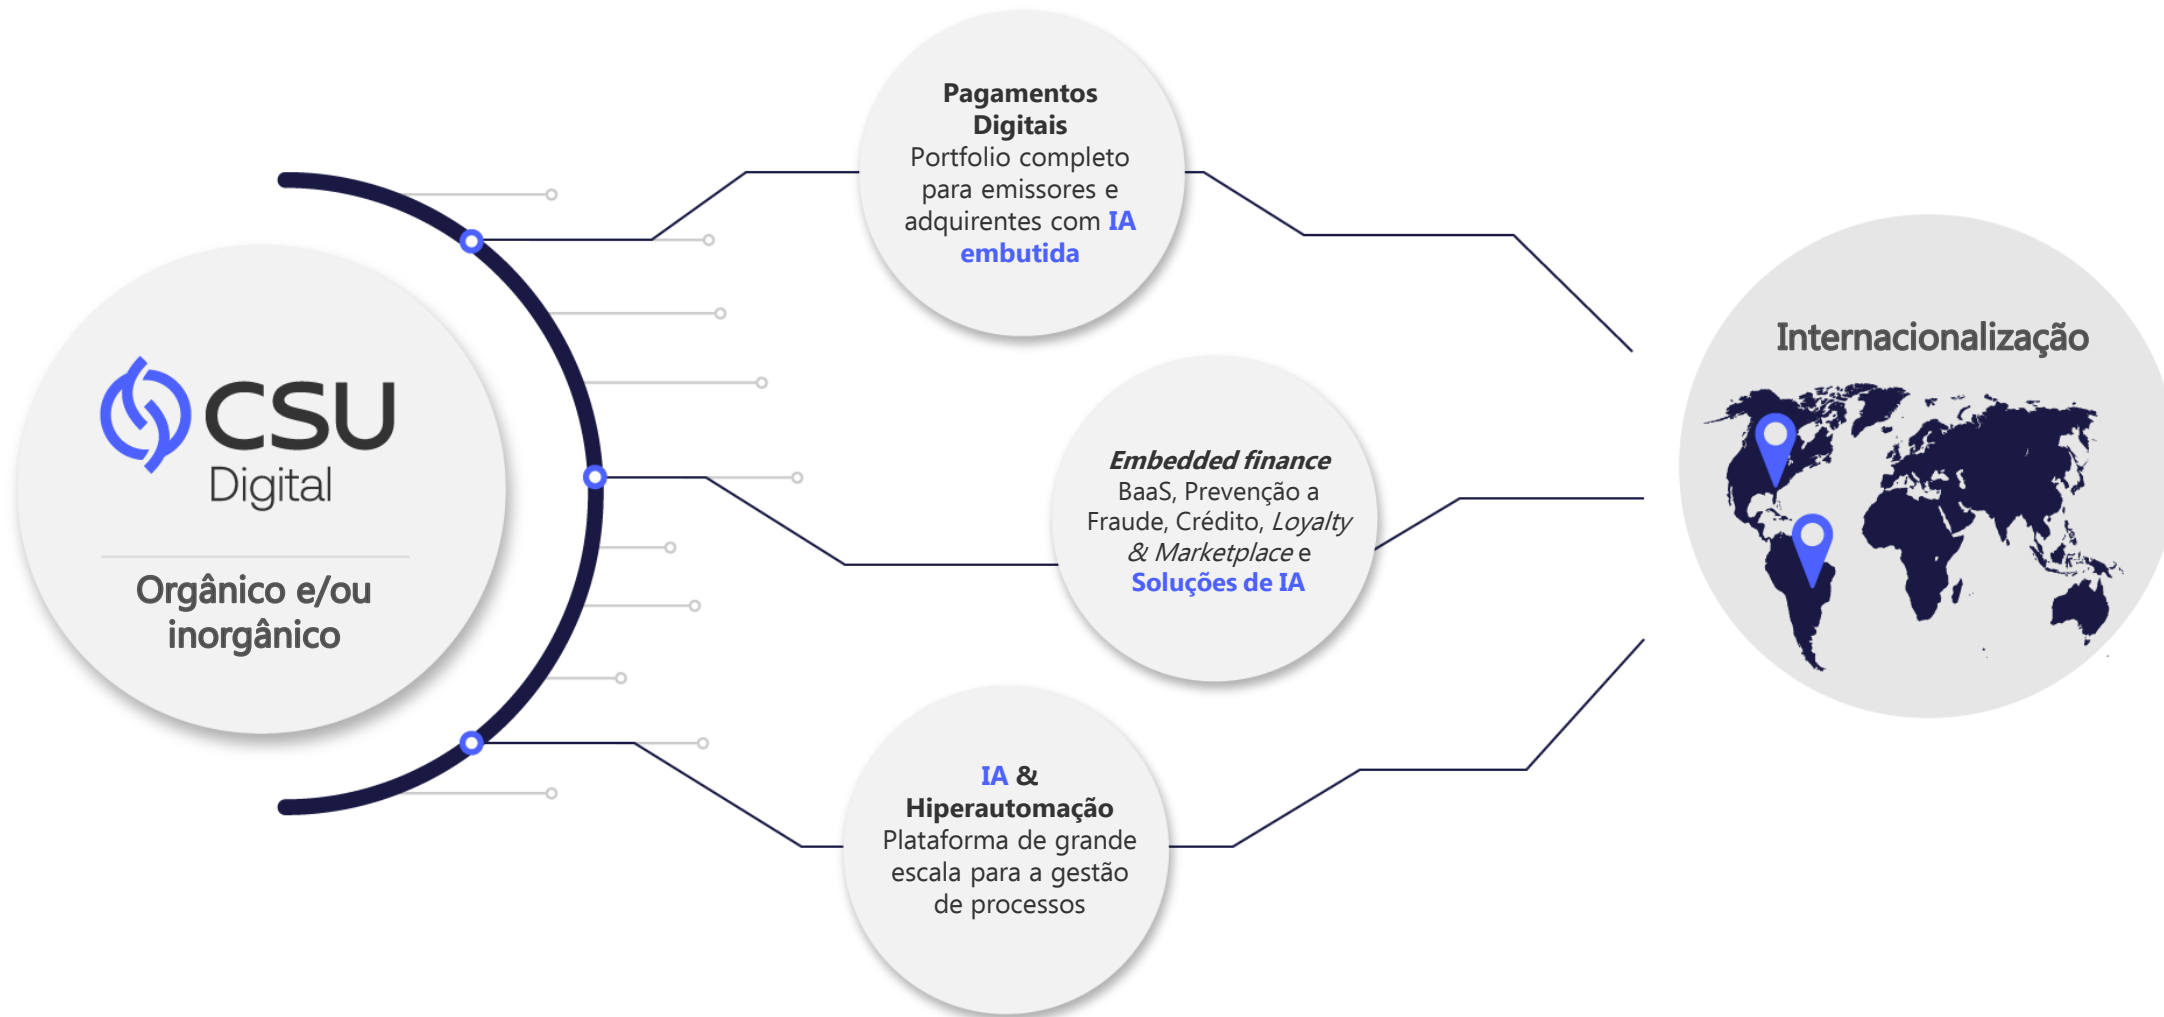 CSU
Digital
Orgânico e/ou
inorgânico
Pagamentos
Digitais
Portfolio completo
para emissores e
adquirentes com IA
embutida
Embedded finance
BaaS, Prevenção a
Fraude, Crédito, Loyalty
& Marketplace e
Soluções de IA
IA &
Hiperautomação
Plataforma de grande
escala para a gestão
de processos
Internacionalização